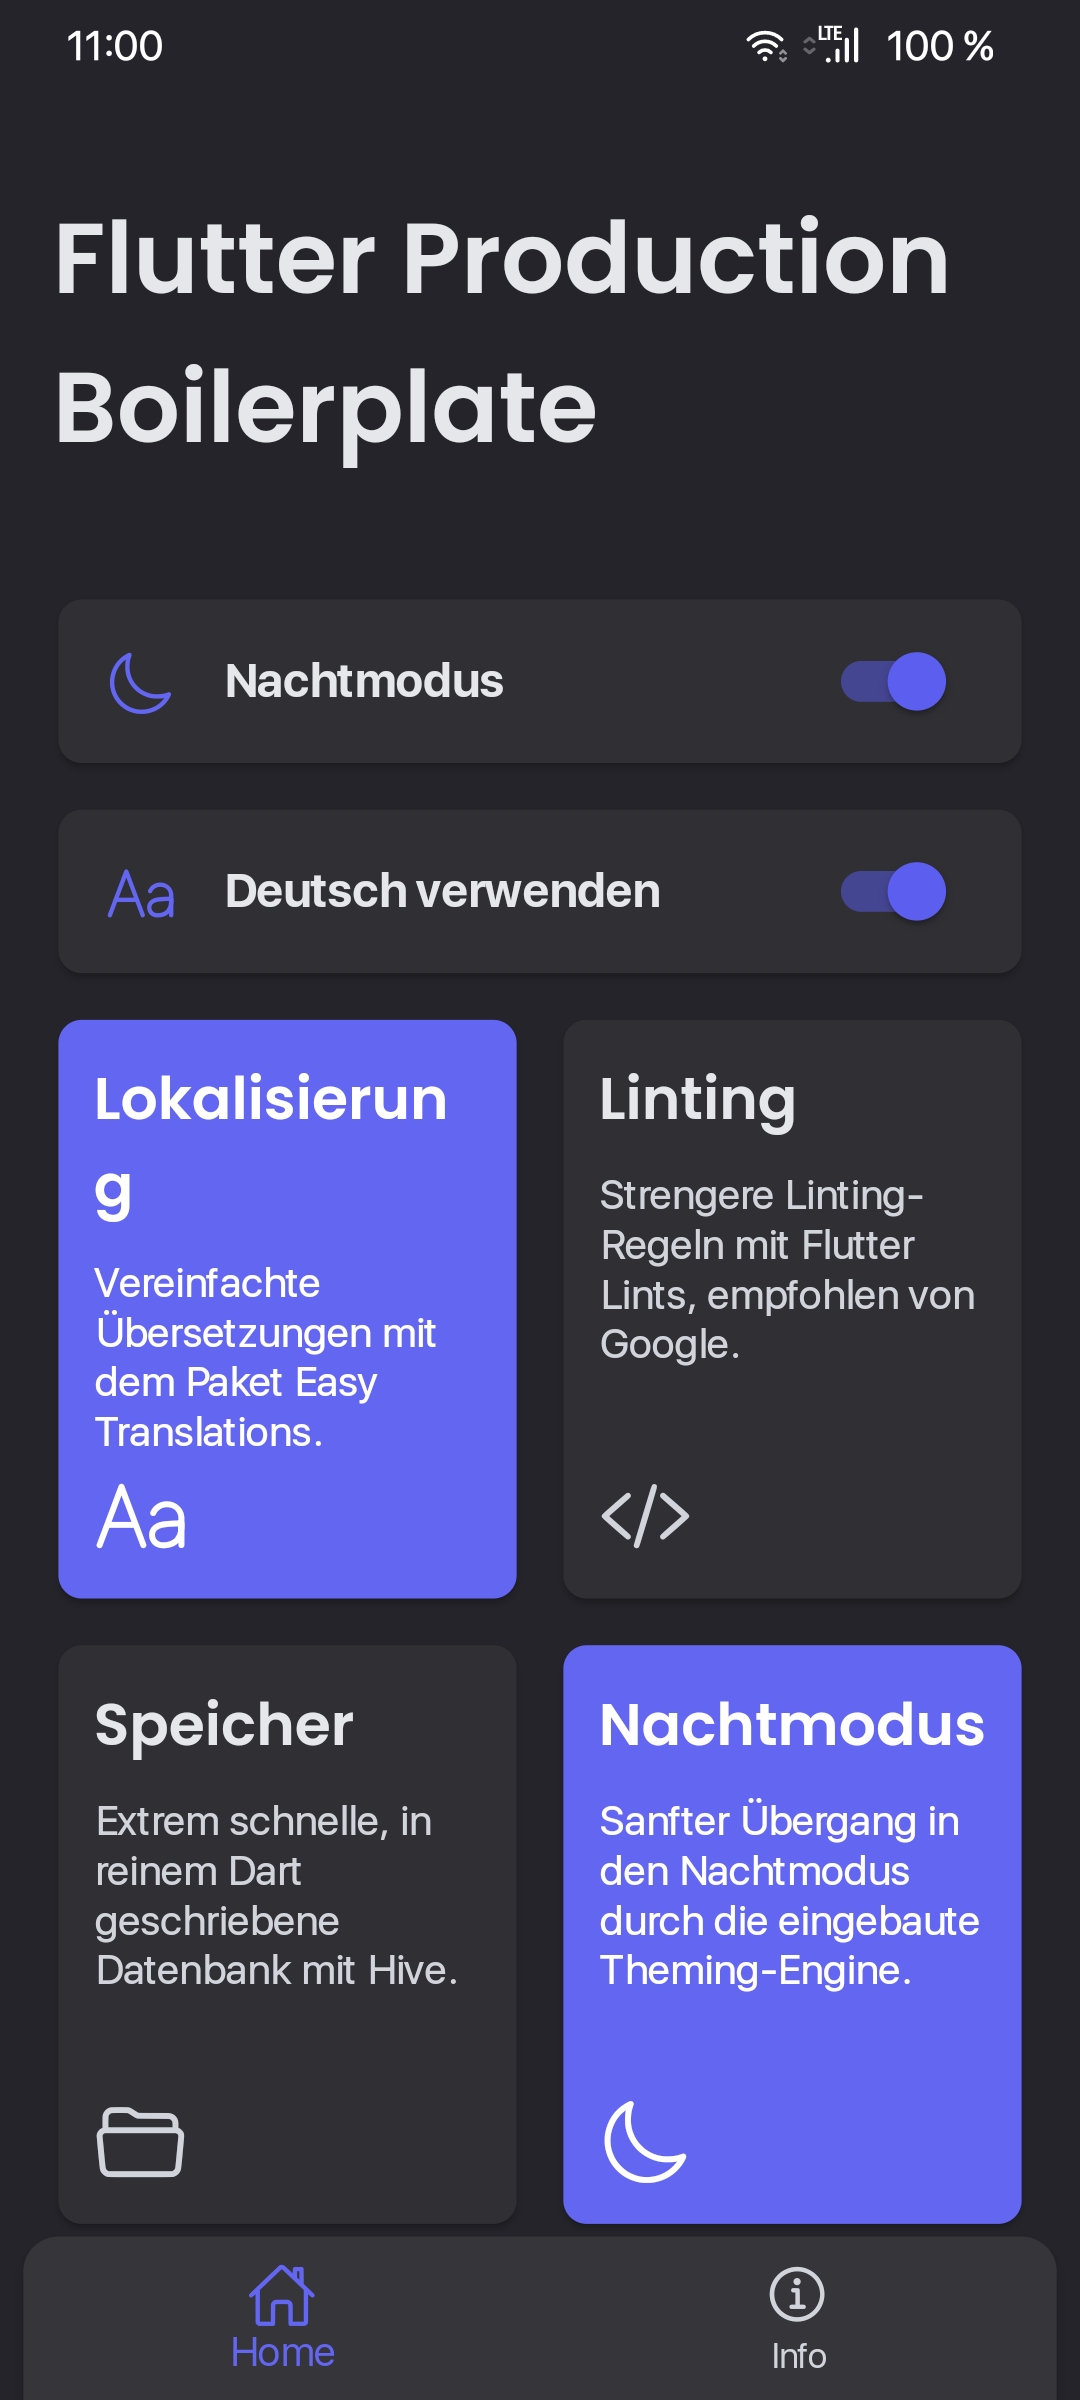 11:00 LTE 100 %
Flutter Production
Boilerplate
Nachtmodus
Aa Deutsch verwenden
Lokalisierun
g
Vereinfachte
Übersetzungen mit
dem Paket Easy
Translations.
Aa
Linting
Strengere Linting-
Regeln mit Flutter
Lints, empfohlen von
Google.
</>
Speicher
Extrem schnelle, in
reinem Dart
geschriebene
Datenbank mit Hive.
Nachtmodus
Sanfter Übergang in
den Nachtmodus
durch die eingebaute
Theming-Engine.
Home
Info